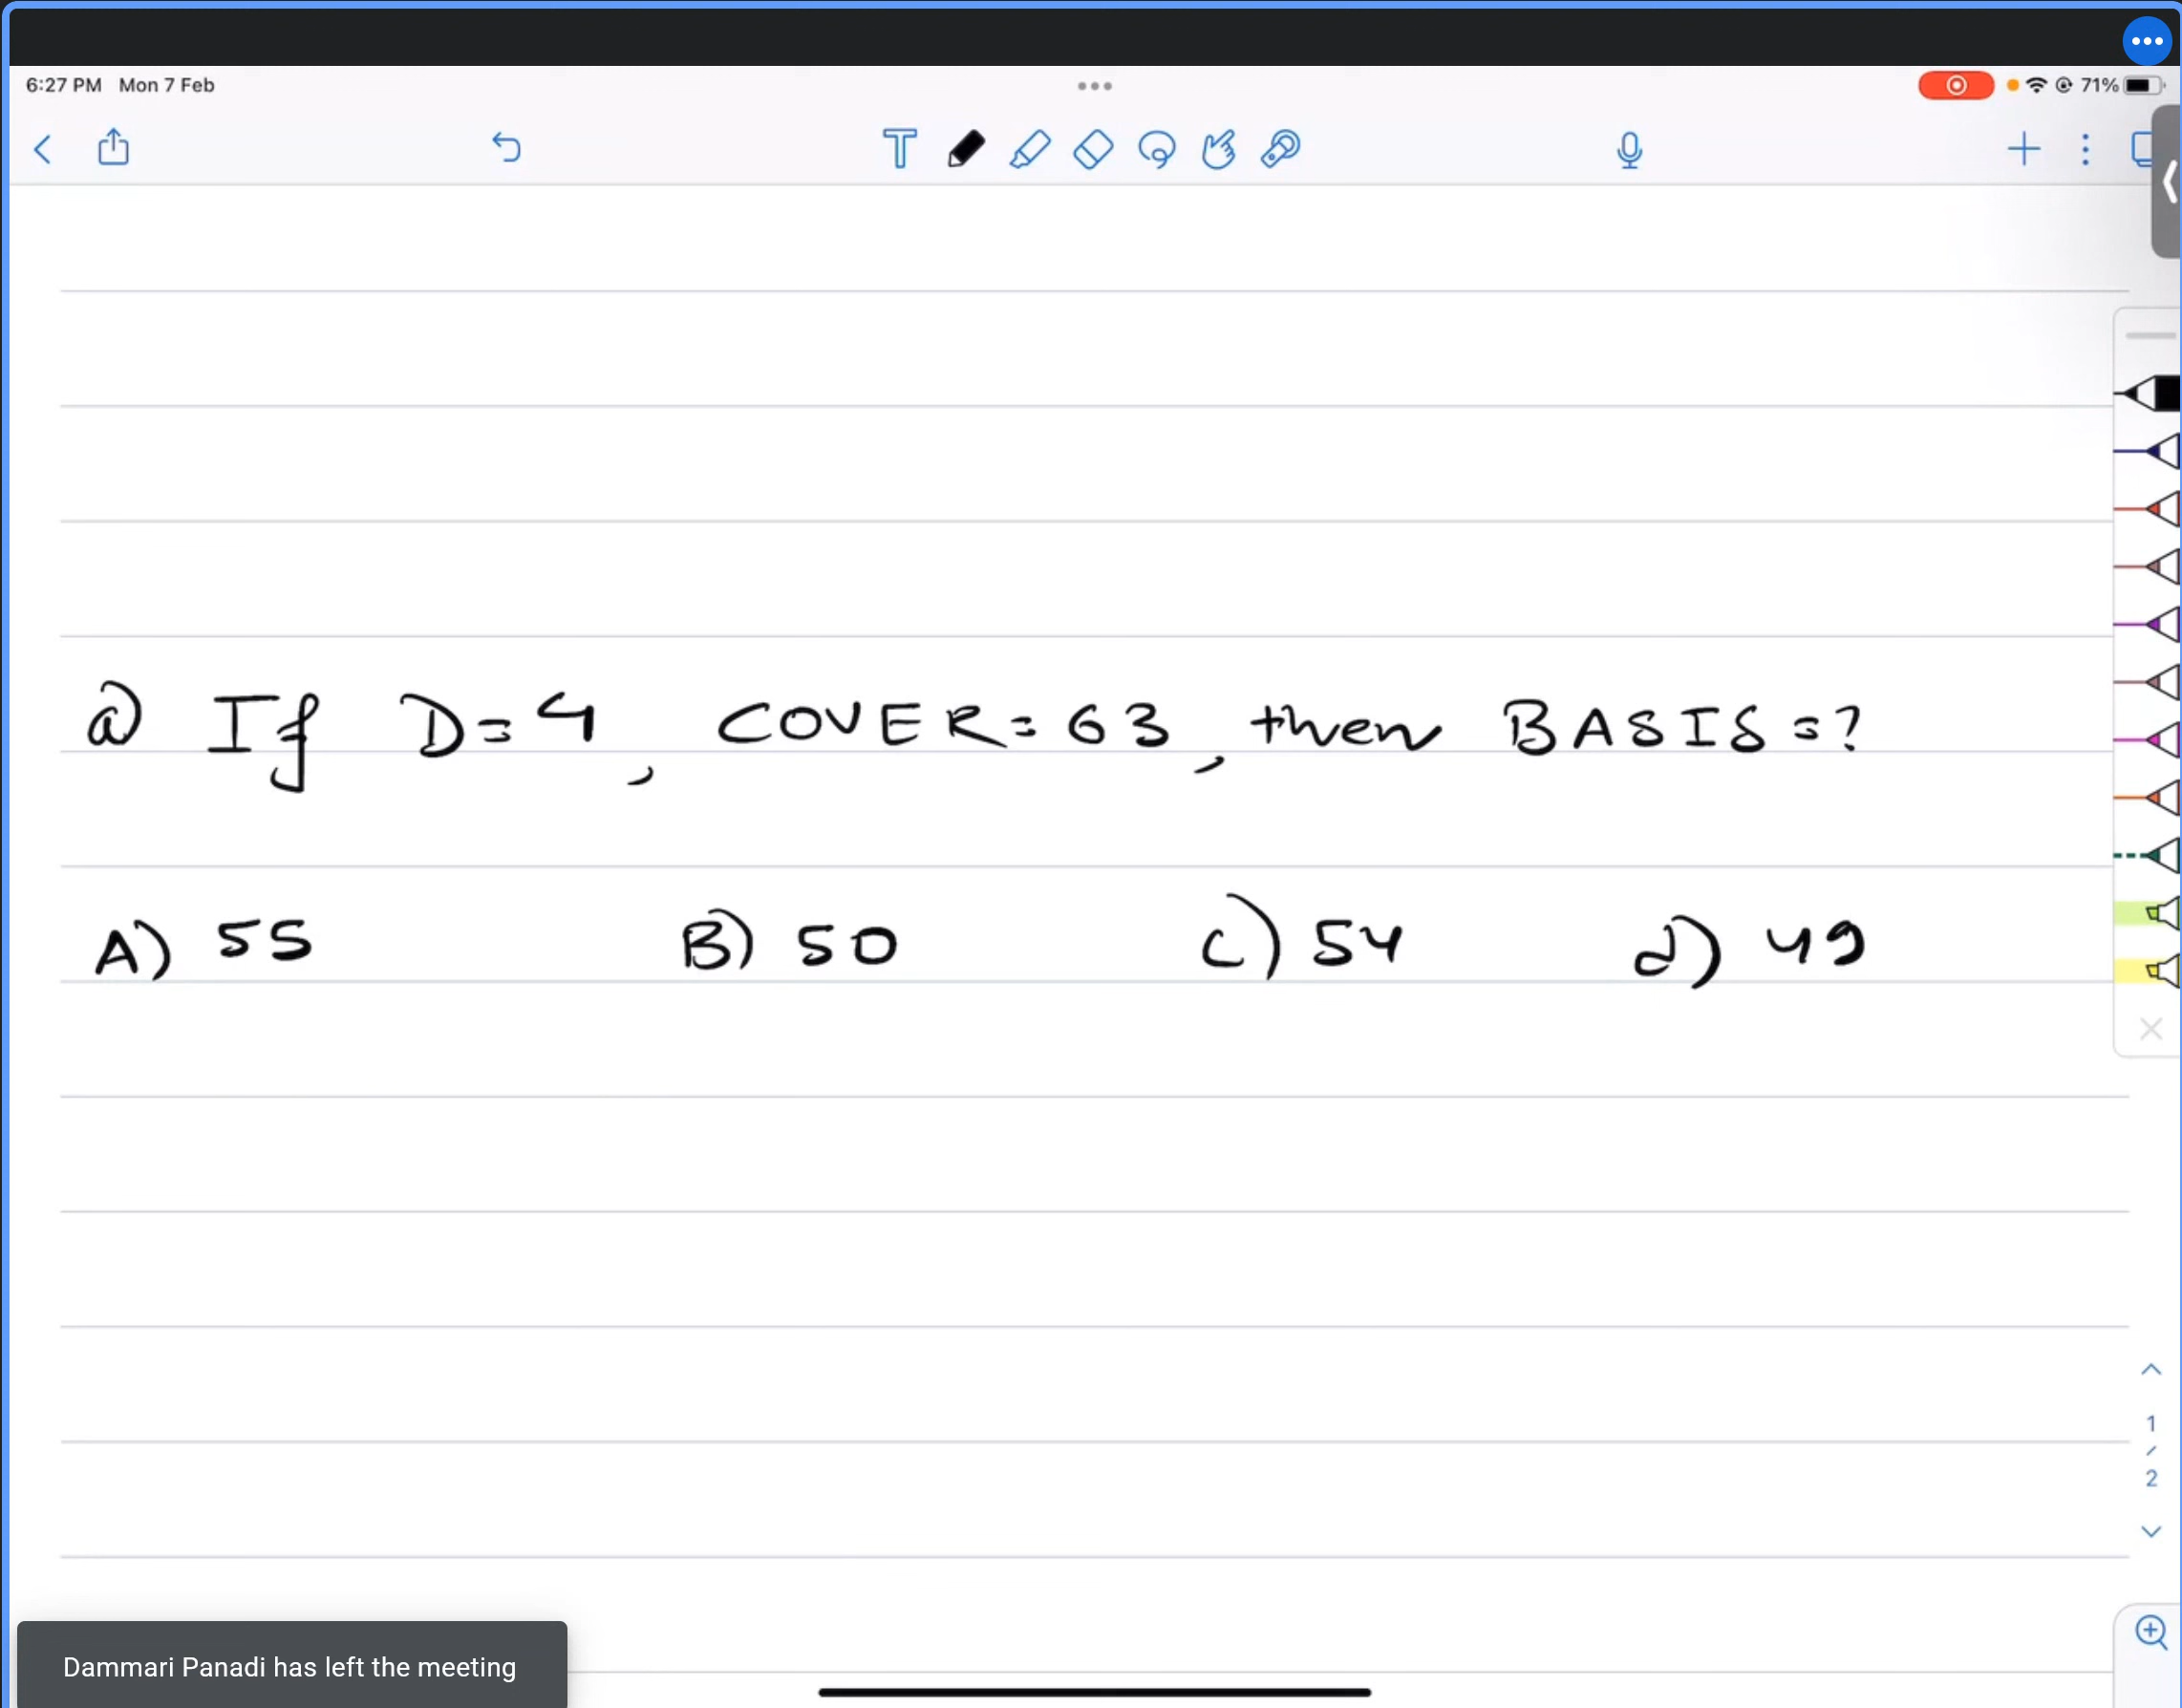 6:27 PM Mon 7 Feb
71%
T
a) If D=4, COVER=63, then BASIS=?
A) 55 B) 50 C) 54 d) 49
1
/
2
Dammari Panadi has left the meeting